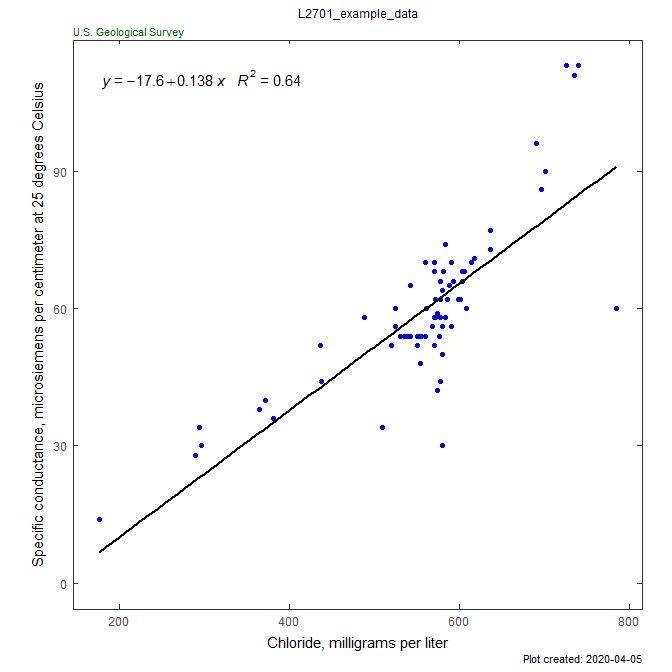 L2701_example_data
U.S. Geological Survey
y = −17.6 + 0.138 x   R² = 0.64
Specific conductance, microsiemens per centimeter at 25 degrees Celsius
90
60
30
0
200 400 600 800
Chloride, milligrams per liter
Plot created: 2020-04-05